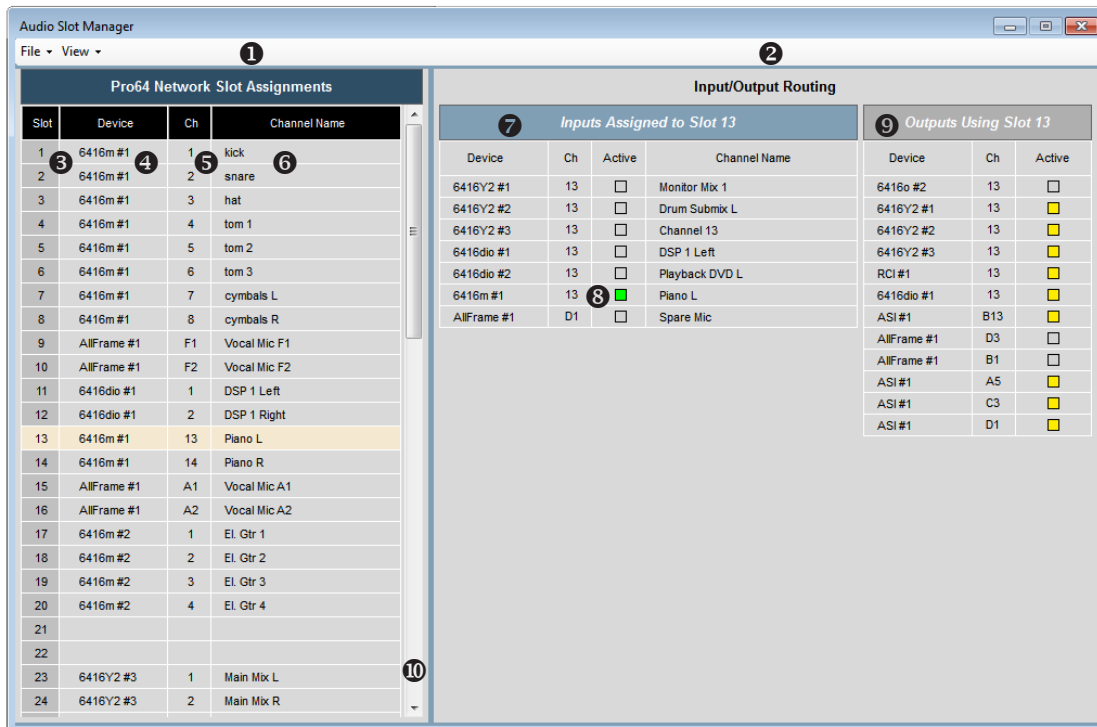 Audio Slot Manager
File View
❶ ❷
Pro64 Network Slot Assignments
Slot Device Ch Channel Name
1 ❸ 6416m #1 ❹ 1 ❺ kick ❻
2 6416m #1 2 snare
3 6416m #1 3 hat
4 6416m #1 4 tom 1
5 6416m #1 5 tom 2
6 6416m #1 6 tom 3
7 6416m #1 7 cymbals L
8 6416m #1 8 cymbals R
9 AllFrame #1 F1 Vocal Mic F1
10 AllFrame #1 F2 Vocal Mic F2
11 6416dio #1 1 DSP 1 Left
12 6416dio #1 2 DSP 1 Right
13 6416m #1 13 Piano L
14 6416m #1 14 Piano R
15 AllFrame #1 A1 Vocal Mic A1
16 AllFrame #1 A2 Vocal Mic A2
17 6416m #2 1 El. Gtr 1
18 6416m #2 2 El. Gtr 2
19 6416m #2 3 El. Gtr 3
20 6416m #2 4 El. Gtr 4
21
22
23 6416Y2 #3 1 Main Mix L
24 6416Y2 #3 2 Main Mix R
❿
Input/Output Routing
❼ Inputs Assigned to Slot 13
Device Ch Active Channel Name
6416Y2 #1 13 Monitor Mix 1
6416Y2 #2 13 Drum Submix L
6416Y2 #3 13 Channel 13
6416dio #1 13 DSP 1 Left
6416dio #2 13 Playback DVD L
6416m #1 13 ❽ Piano L
AllFrame #1 D1 Spare Mic
❾ Outputs Using Slot 13
Device Ch Active
6416o #2 13
6416Y2 #1 13
6416Y2 #2 13
6416Y2 #3 13
RCI #1 13
6416dio #1 13
ASI #1 B13
AllFrame #1 D3
AllFrame #1 B1
ASI #1 A5
ASI #1 C3
ASI #1 D1